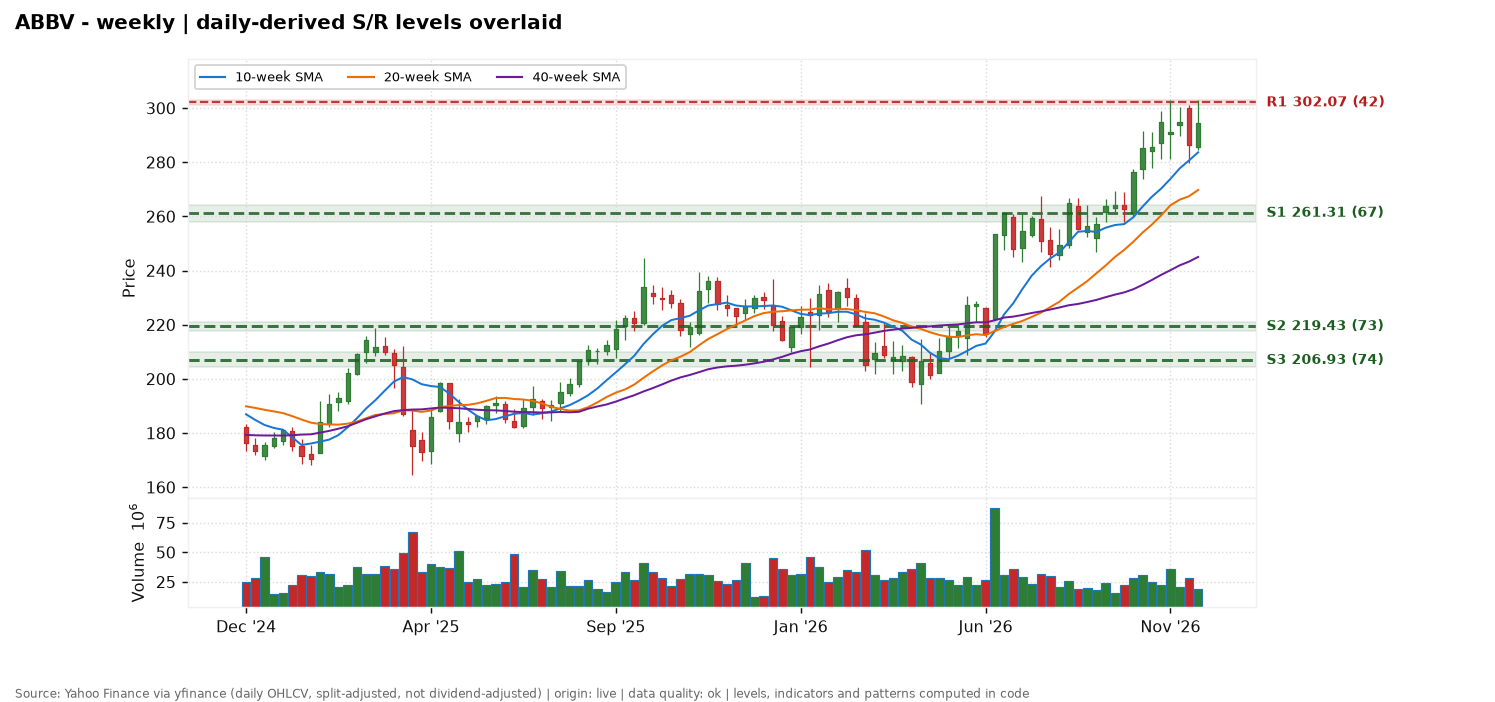 ABBV - weekly | daily-derived S/R levels overlaid
10-week SMA
20-week SMA
40-week SMA
Price
300
280
260
240
220
200
180
160
R1 302.07 (42)
S1 261.31 (67)
S2 219.43 (73)
S3 206.93 (74)
Volume 10⁶
75
50
25
Dec '24
Apr '25
Sep '25
Jan '26
Jun '26
Nov '26
Source: Yahoo Finance via yfinance (daily OHLCV, split-adjusted, not dividend-adjusted) | origin: live | data quality: ok | levels, indicators and patterns computed in code